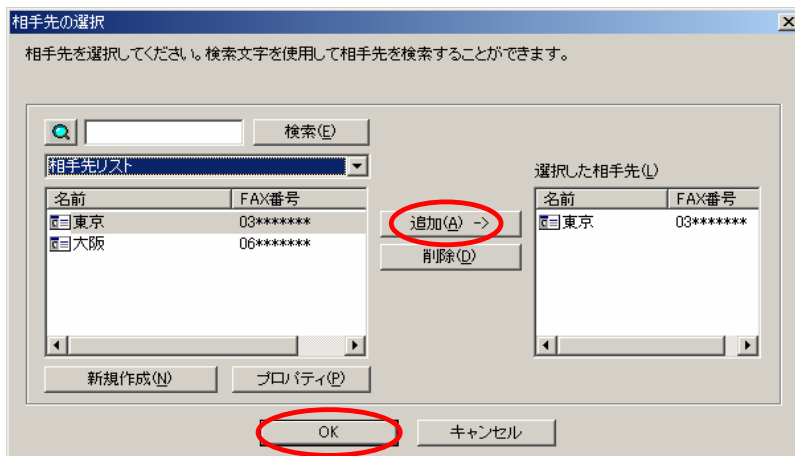 相手先の選択
相手先を選択してください。検索文字を使用して相手先を検索することができます。
検索(E)
相手先リスト
名前 FAX番号
東京 03*******
大阪 06*******
新規作成(N) プロパティ(P)
追加(A) ->
削除(D)
選択した相手先(L)
名前 FAX番号
東京 03*******
OK キャンセル